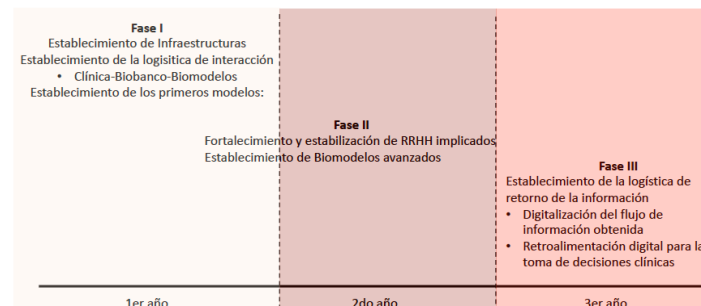 Fase I
Establecimiento de Infraestructuras
Establecimiento de la logisitica de interacción
• Clínica-Biobanco-Biomodelos
Establecimiento de los primeros modelos:
Fase II
Fortalecimiento y estabilización de RRHH implicados
Establecimiento de Biomodelos avanzados
Fase III
Establecimiento de la logística de
retorno de la información
• Digitalización del flujo de
información obtenida
• Retroalimentación digital para la
toma de decisiones clínicas
1er año
2do año
3er año